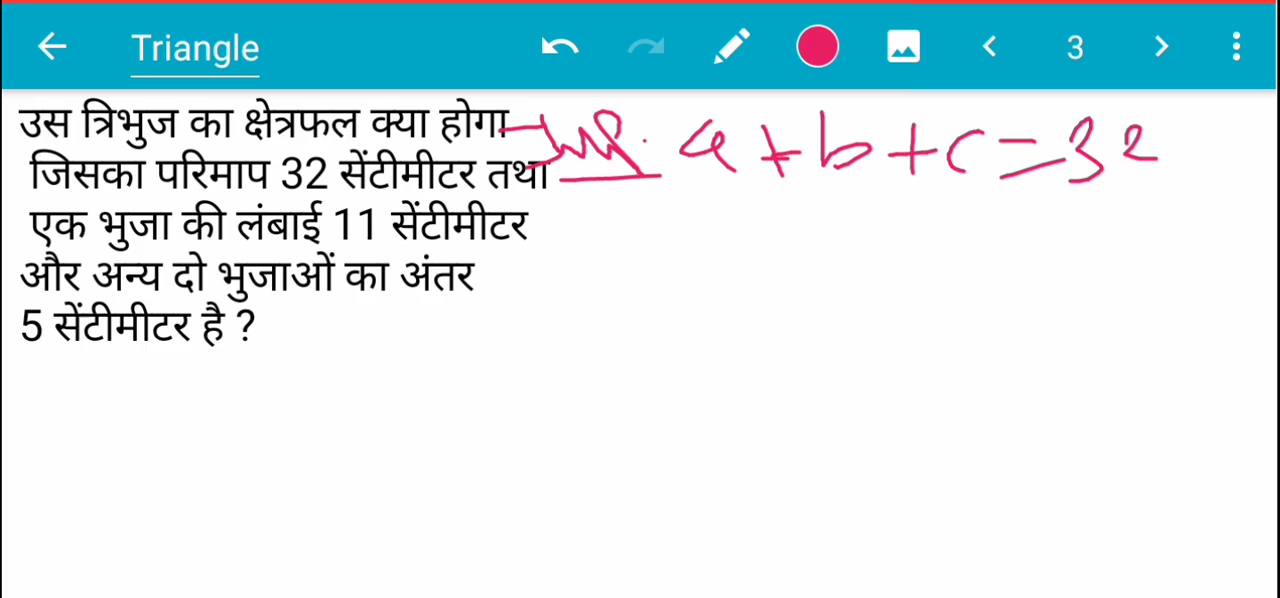 Triangle
3
उस त्रिभुज का क्षेत्रफल क्या होगा
जिसका परिमाप 32 सेंटीमीटर तथा
एक भुजा की लंबाई 11 सेंटीमीटर
और अन्य दो भुजाओं का अंतर
5 सेंटीमीटर है ?
a + b + c = 32